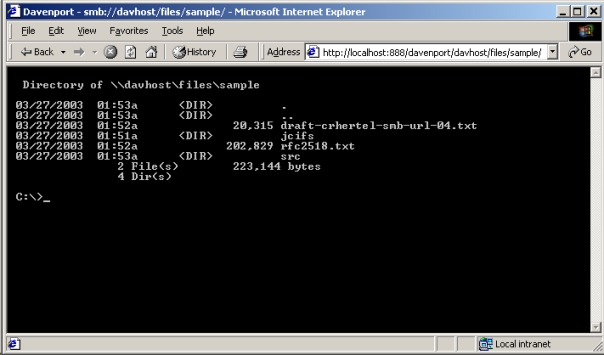 Davenport - smb://davhost/files/sample/ - Microsoft Internet Explorer
File Edit View Favorites Tools Help
Back History Address http://localhost:888/davenport/davhost/files/sample/ Go
Directory of \\davhost\files\sample
03/27/2003 01:53a <DIR> .
03/27/2003 01:53a <DIR> ..
03/27/2003 01:52a 20,315 draft-crhertel-smb-url-04.txt
03/27/2003 01:51a <DIR> jcifs
03/27/2003 01:52a 202,829 rfc2518.txt
03/27/2003 01:53a <DIR> src
2 File(s) 223,144 bytes
4 Dir(s)
C:\>_
Local intranet